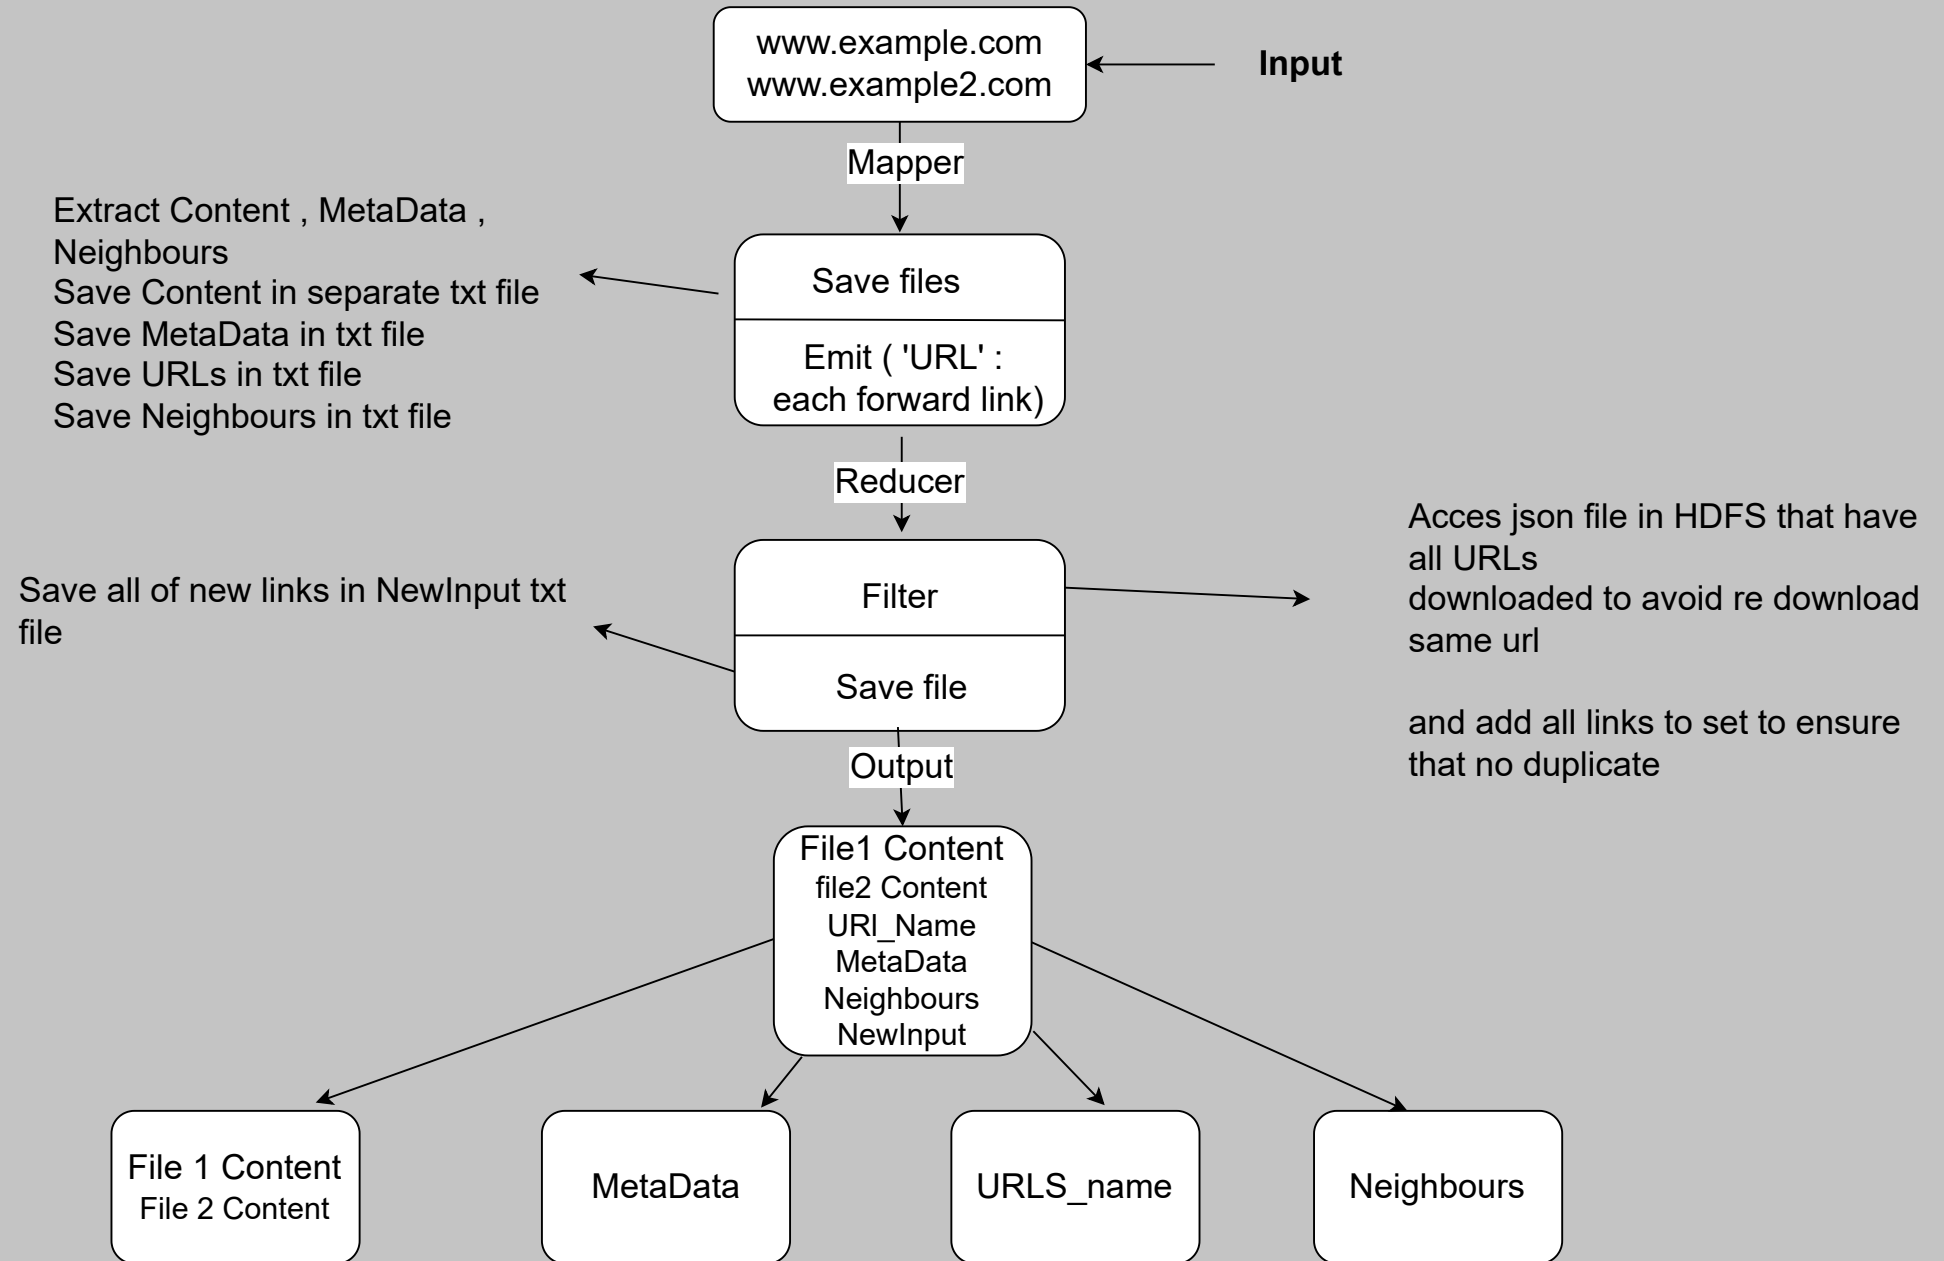 www.example.com
www.example2.com
Input
Mapper
Extract Content , MetaData ,
Neighbours
Save Content in separate txt file
Save MetaData in txt file
Save URLs in txt file
Save Neighbours in txt file
Save files
Emit ( 'URL' :
each forward link)
Reducer
Save all of new links in NewInput txt
file
Filter
Save file
Acces json file in HDFS that have
all URLs
downloaded to avoid re download
same url
and add all links to set to ensure
that no duplicate
Output
File1 Content
file2 Content
URl_Name
MetaData
Neighbours
NewInput
File 1 Content
File 2 Content
MetaData
URLS_name
Neighbours